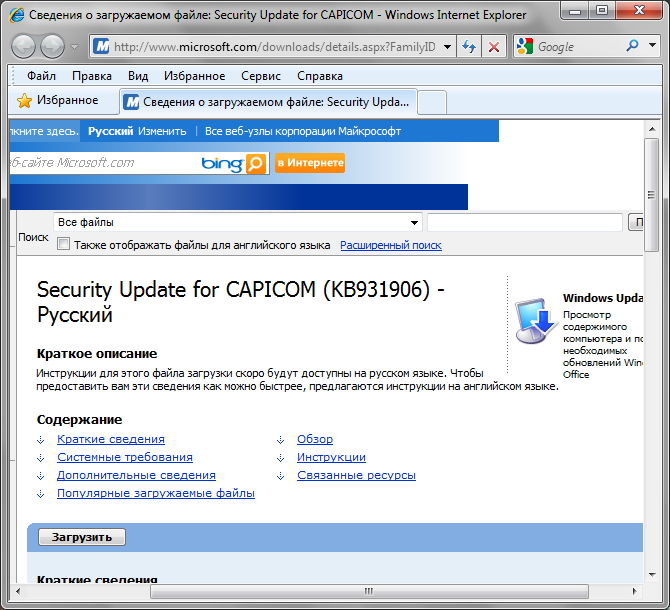 Сведения о загружаемом файле: Security Update for CAPICOM - Windows Internet Explorer
http://www.microsoft.com/downloads/details.aspx?FamilyID
Google
Файл Правка Вид Избранное Сервис Справка
Избранное
Сведения о загружаемом файле: Security Upda...
лкните здесь. Русский Изменить | Все веб-узлы корпорации Майкрософт
еб-сайте Microsoft.com bing в Интернете
Поиск
Все файлы
П
Также отображать файлы для английского языка Расширенный поиск
Security Update for CAPICOM (KB931906) -
Русский
Windows Upda
Просмотр
содержимого
компьютера и по
необходимых
обновлений Wind
Office
Краткое описание
Инструкции для этого файла загрузки скоро будут доступны на русском языке. Чтобы
предоставить вам эти сведения как можно быстрее, предлагаются инструкции на английском языке.
Содержание
Краткие сведения
Обзор
Системные требования
Инструкции
Дополнительные сведения
Связанные ресурсы
Популярные загружаемые файлы
Загрузить
Краткие сведения